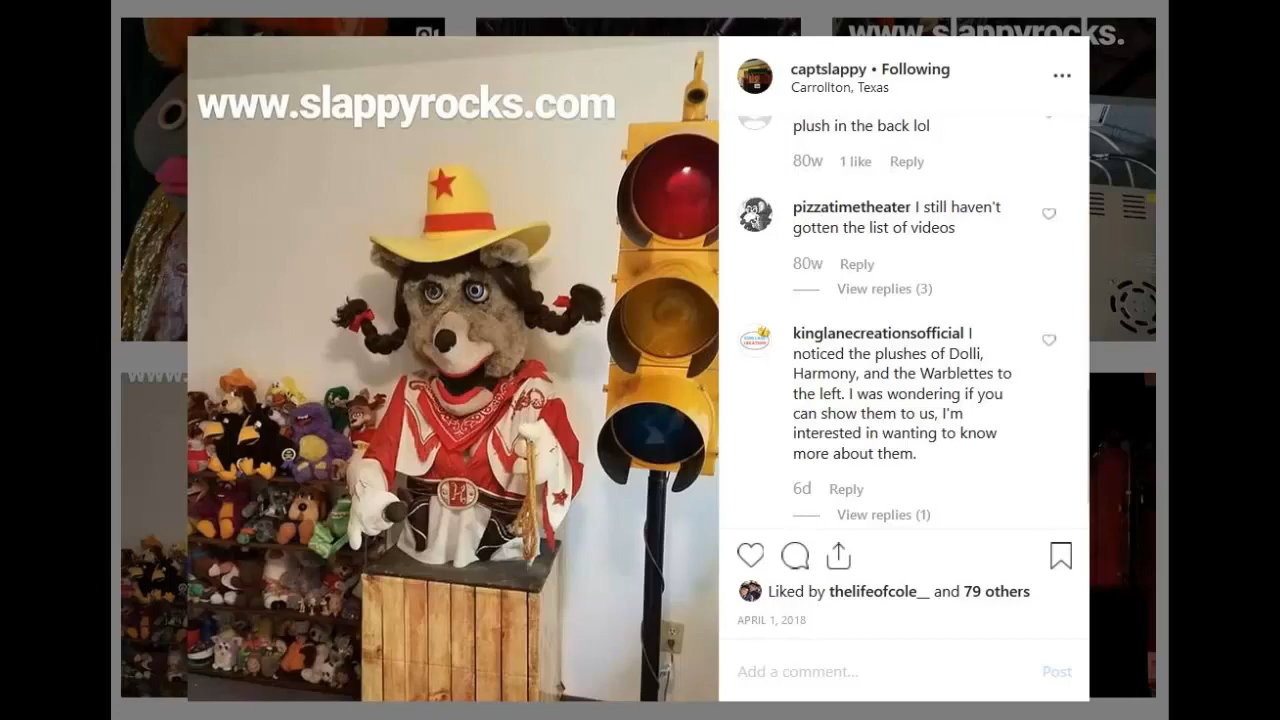 www.slappyrocks.
www.slappyrocks.com
captslappy • Following
Carrollton, Texas
plush in the back lol
80w 1 like Reply
pizzatimetheater I still haven't
gotten the list of videos
80w Reply
View replies (3)
kinglanecreationsofficial I
noticed the plushes of Dolli,
Harmony, and the Warblettes to
the left. I was wondering if you
can show them to us, I'm
interested in wanting to know
more about them.
6d Reply
View replies (1)
Liked by thelifeofcole__ and 79 others
APRIL 1, 2018
Add a comment... Post
H